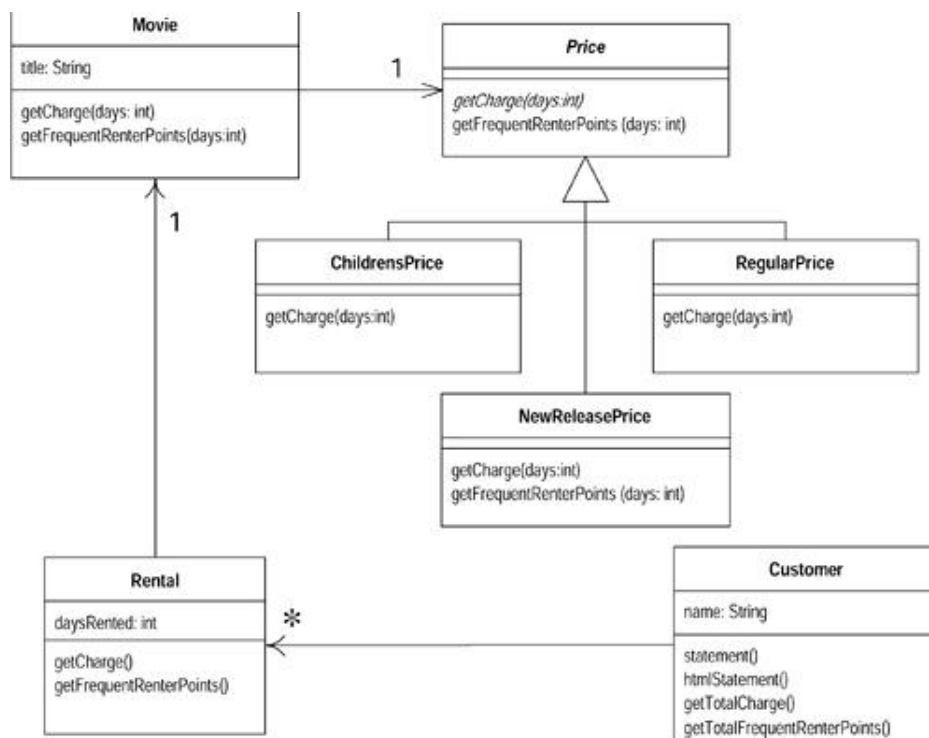 Movie
title: String
getCharge(days: int)
getFrequentRenterPoints(days:int)
1
Price
getCharge(days:int)
getFrequentRenterPoints (days: int)
1
ChildrensPrice
getCharge(days:int)
RegularPrice
getCharge(days:int)
NewReleasePrice
getCharge(days:int)
getFrequentRenterPoints (days: int)
Rental
daysRented: int
getCharge()
getFrequentRenterPoints()
*
Customer
name: String
statement()
htmlStatement()
getTotalCharge()
getTotalFrequentRenterPoints()